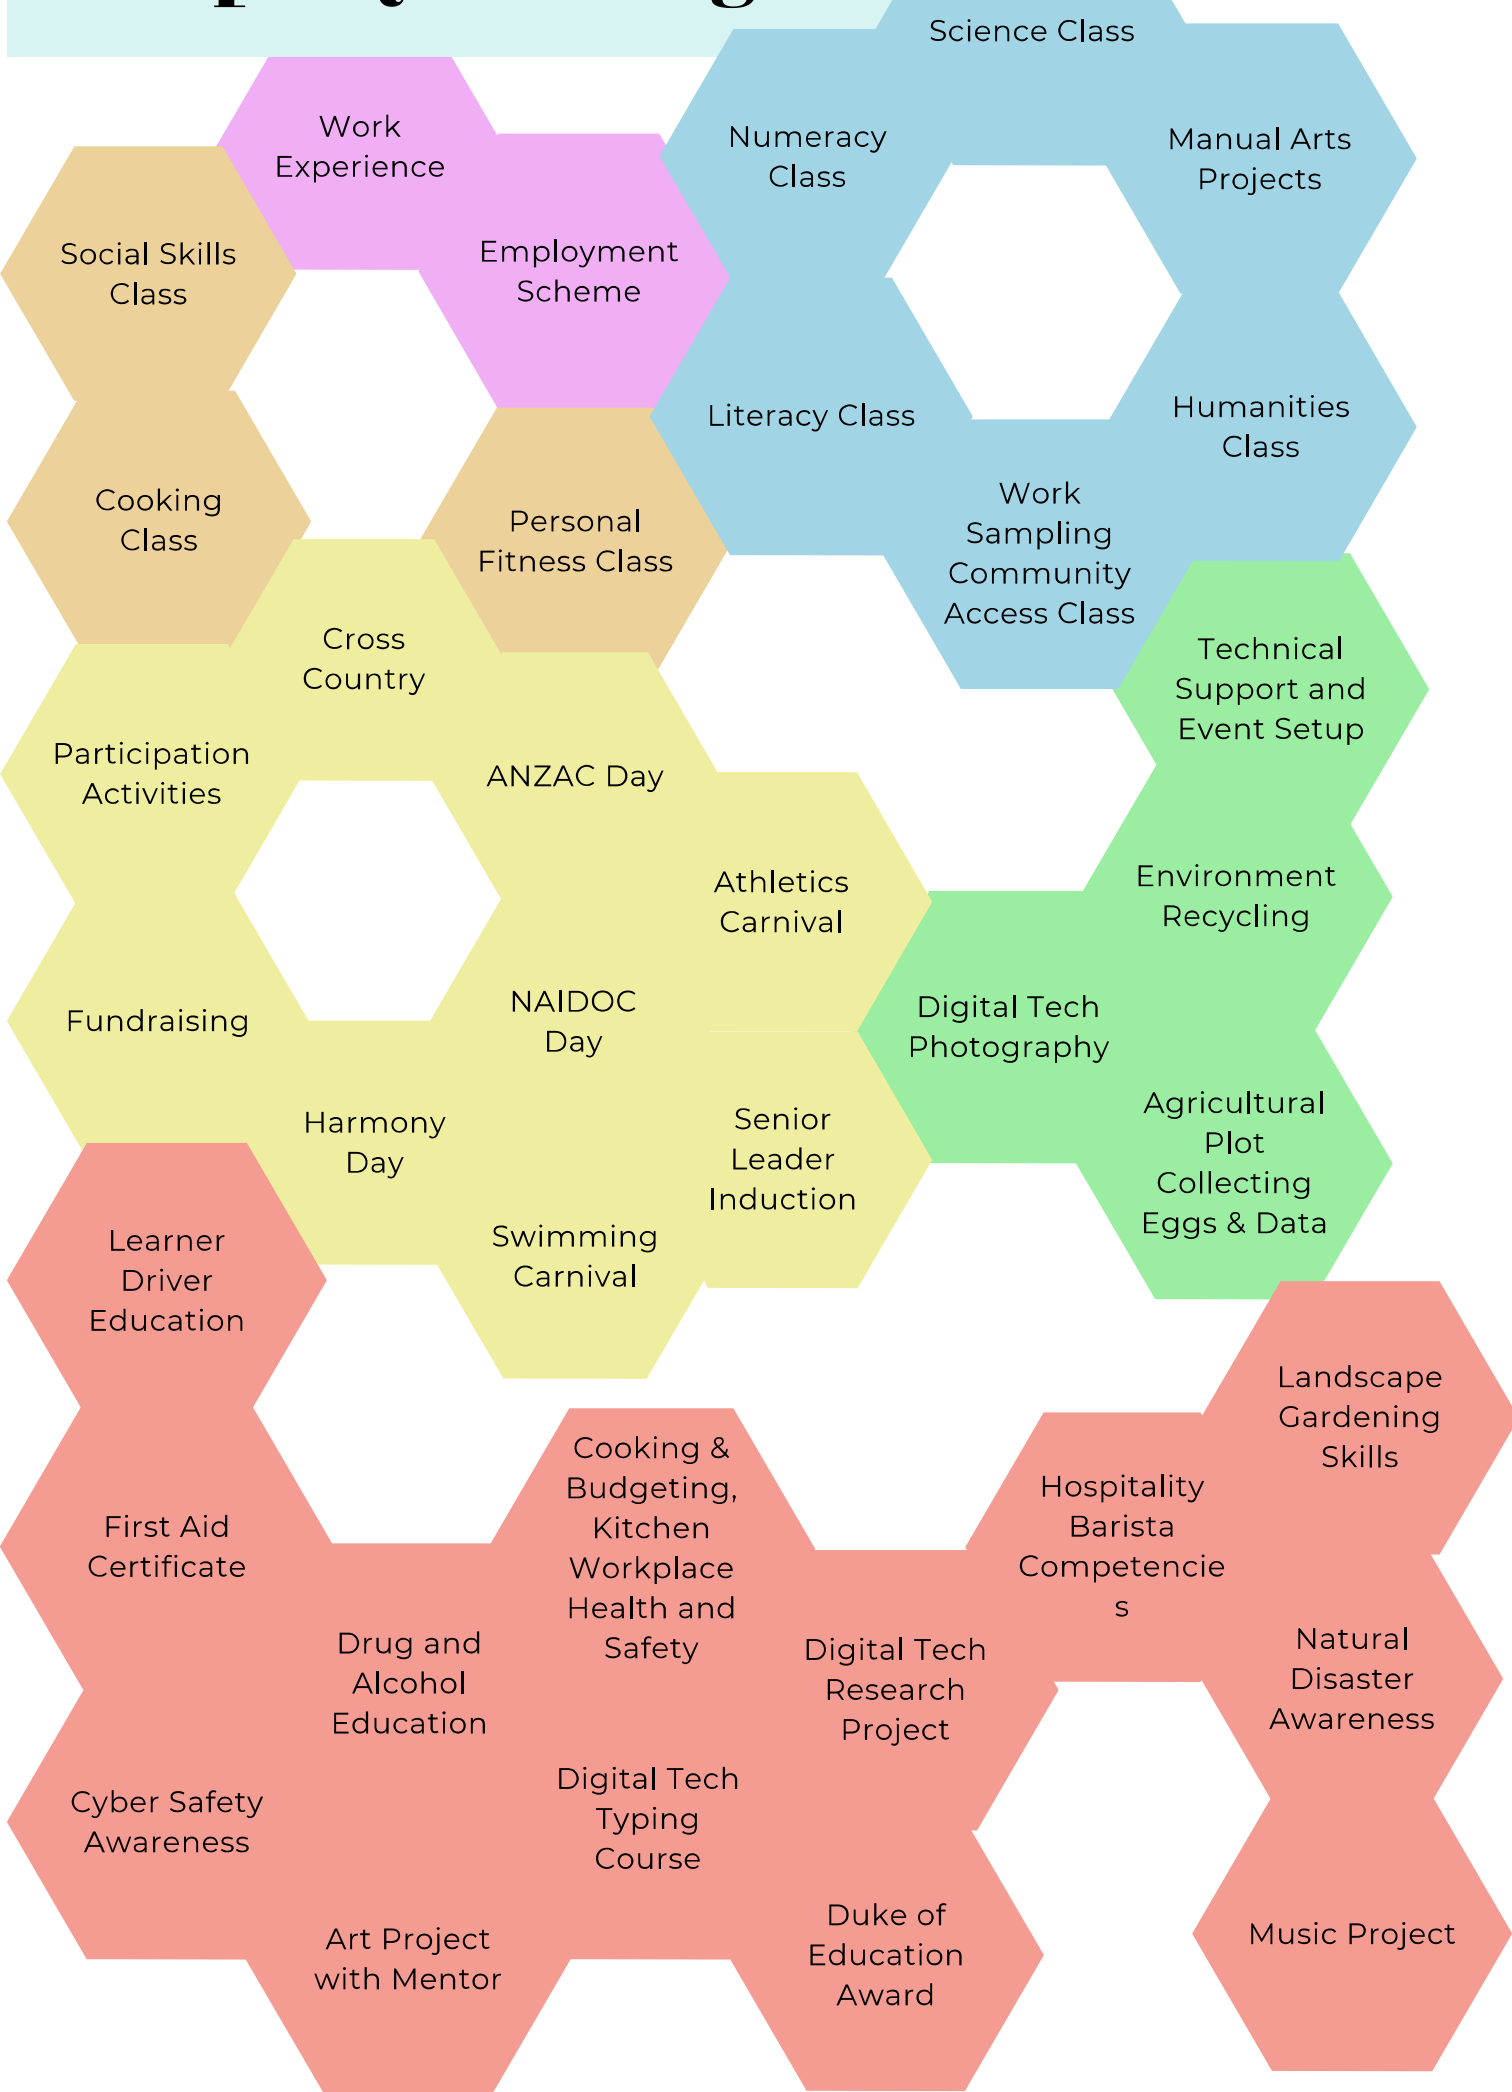 Science Class
Work
Experience
Numeracy
Class
Manual Arts
Projects
Social Skills
Class
Employment
Scheme
Literacy Class
Humanities
Class
Cooking
Class
Personal
Fitness Class
Work
Sampling
Community
Access Class
Cross
Country
Technical
Support and
Event Setup
Participation
Activities
ANZAC Day
Athletics
Carnival
Environment
Recycling
Fundraising
NAIDOC
Day
Digital Tech
Photography
Harmony
Day
Senior
Leader
Induction
Agricultural
Plot
Collecting
Eggs & Data
Learner
Driver
Education
Swimming
Carnival
Landscape
Gardening
Skills
First Aid
Certificate
Cooking &
Budgeting,
Kitchen
Workplace
Health and
Safety
Hospitality
Barista
Competencie
s
Drug and
Alcohol
Education
Digital Tech
Research
Project
Natural
Disaster
Awareness
Cyber Safety
Awareness
Digital Tech
Typing
Course
Art Project
with Mentor
Duke of
Education
Award
Music Project